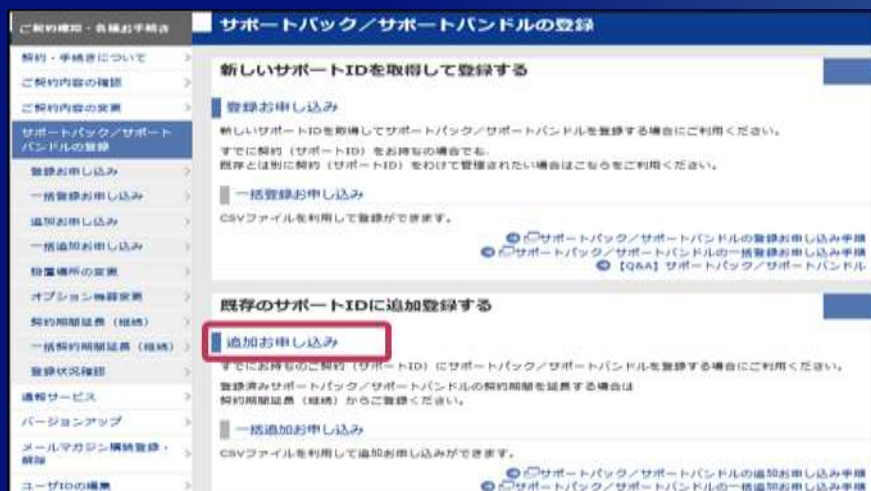 ご契約確認・各種お手続き
契約・手続きについて
ご契約内容の確認
ご契約内容の変更
サポートパック／サポート
バンドルの登録
登録お申し込み
一括登録お申し込み
追加お申し込み
一括追加お申し込み
設置場所の変更
オプション機器変更
契約期間延長（継続）
一括契約期間延長（継続）
登録状況確認
通報サービス
バージョンアップ
メールマガジン購読登録・
解除
ユーザIDの編集
サポートパック／サポートバンドルの登録
新しいサポートIDを取得して登録する
登録お申し込み
新しいサポートIDを取得してサポートパック／サポートバンドルを登録する場合にご利用ください。
すでに契約（サポートID）をお持ちの場合でも、
既存とは別に契約（サポートID）をわけて管理されたい場合はこちらをご利用ください。
一括登録お申し込み
CSVファイルを利用して登録ができます。
サポートパック／サポートバンドルの登録お申し込み手順
サポートパック／サポートバンドルの一括登録お申し込み手順
【Q&A】サポートパック／サポートバンドル
既存のサポートIDに追加登録する
追加お申し込み
すでにお持ちのご契約（サポートID）にサポートパック／サポートバンドルを登録する場合にご利用ください。
登録済みサポートパック／サポートバンドルの契約期間を延長する場合は
契約期間延長（継続）からご登録ください。
一括追加お申し込み
CSVファイルを利用して追加お申し込みができます。
サポートパック／サポートバンドルの追加お申し込み手順
サポートパック／サポートバンドルの一括追加お申し込み手順